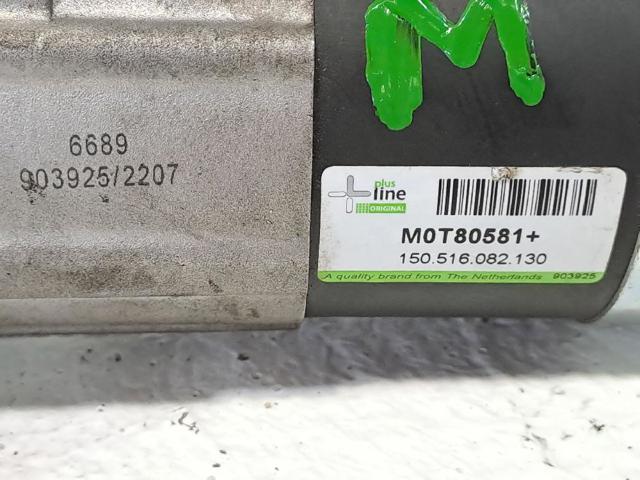 M
6689
903925/2207
plus
line
ORIGINAL
M0T80581+
150.516.082.130
A quality brand from The Netherlands 903925